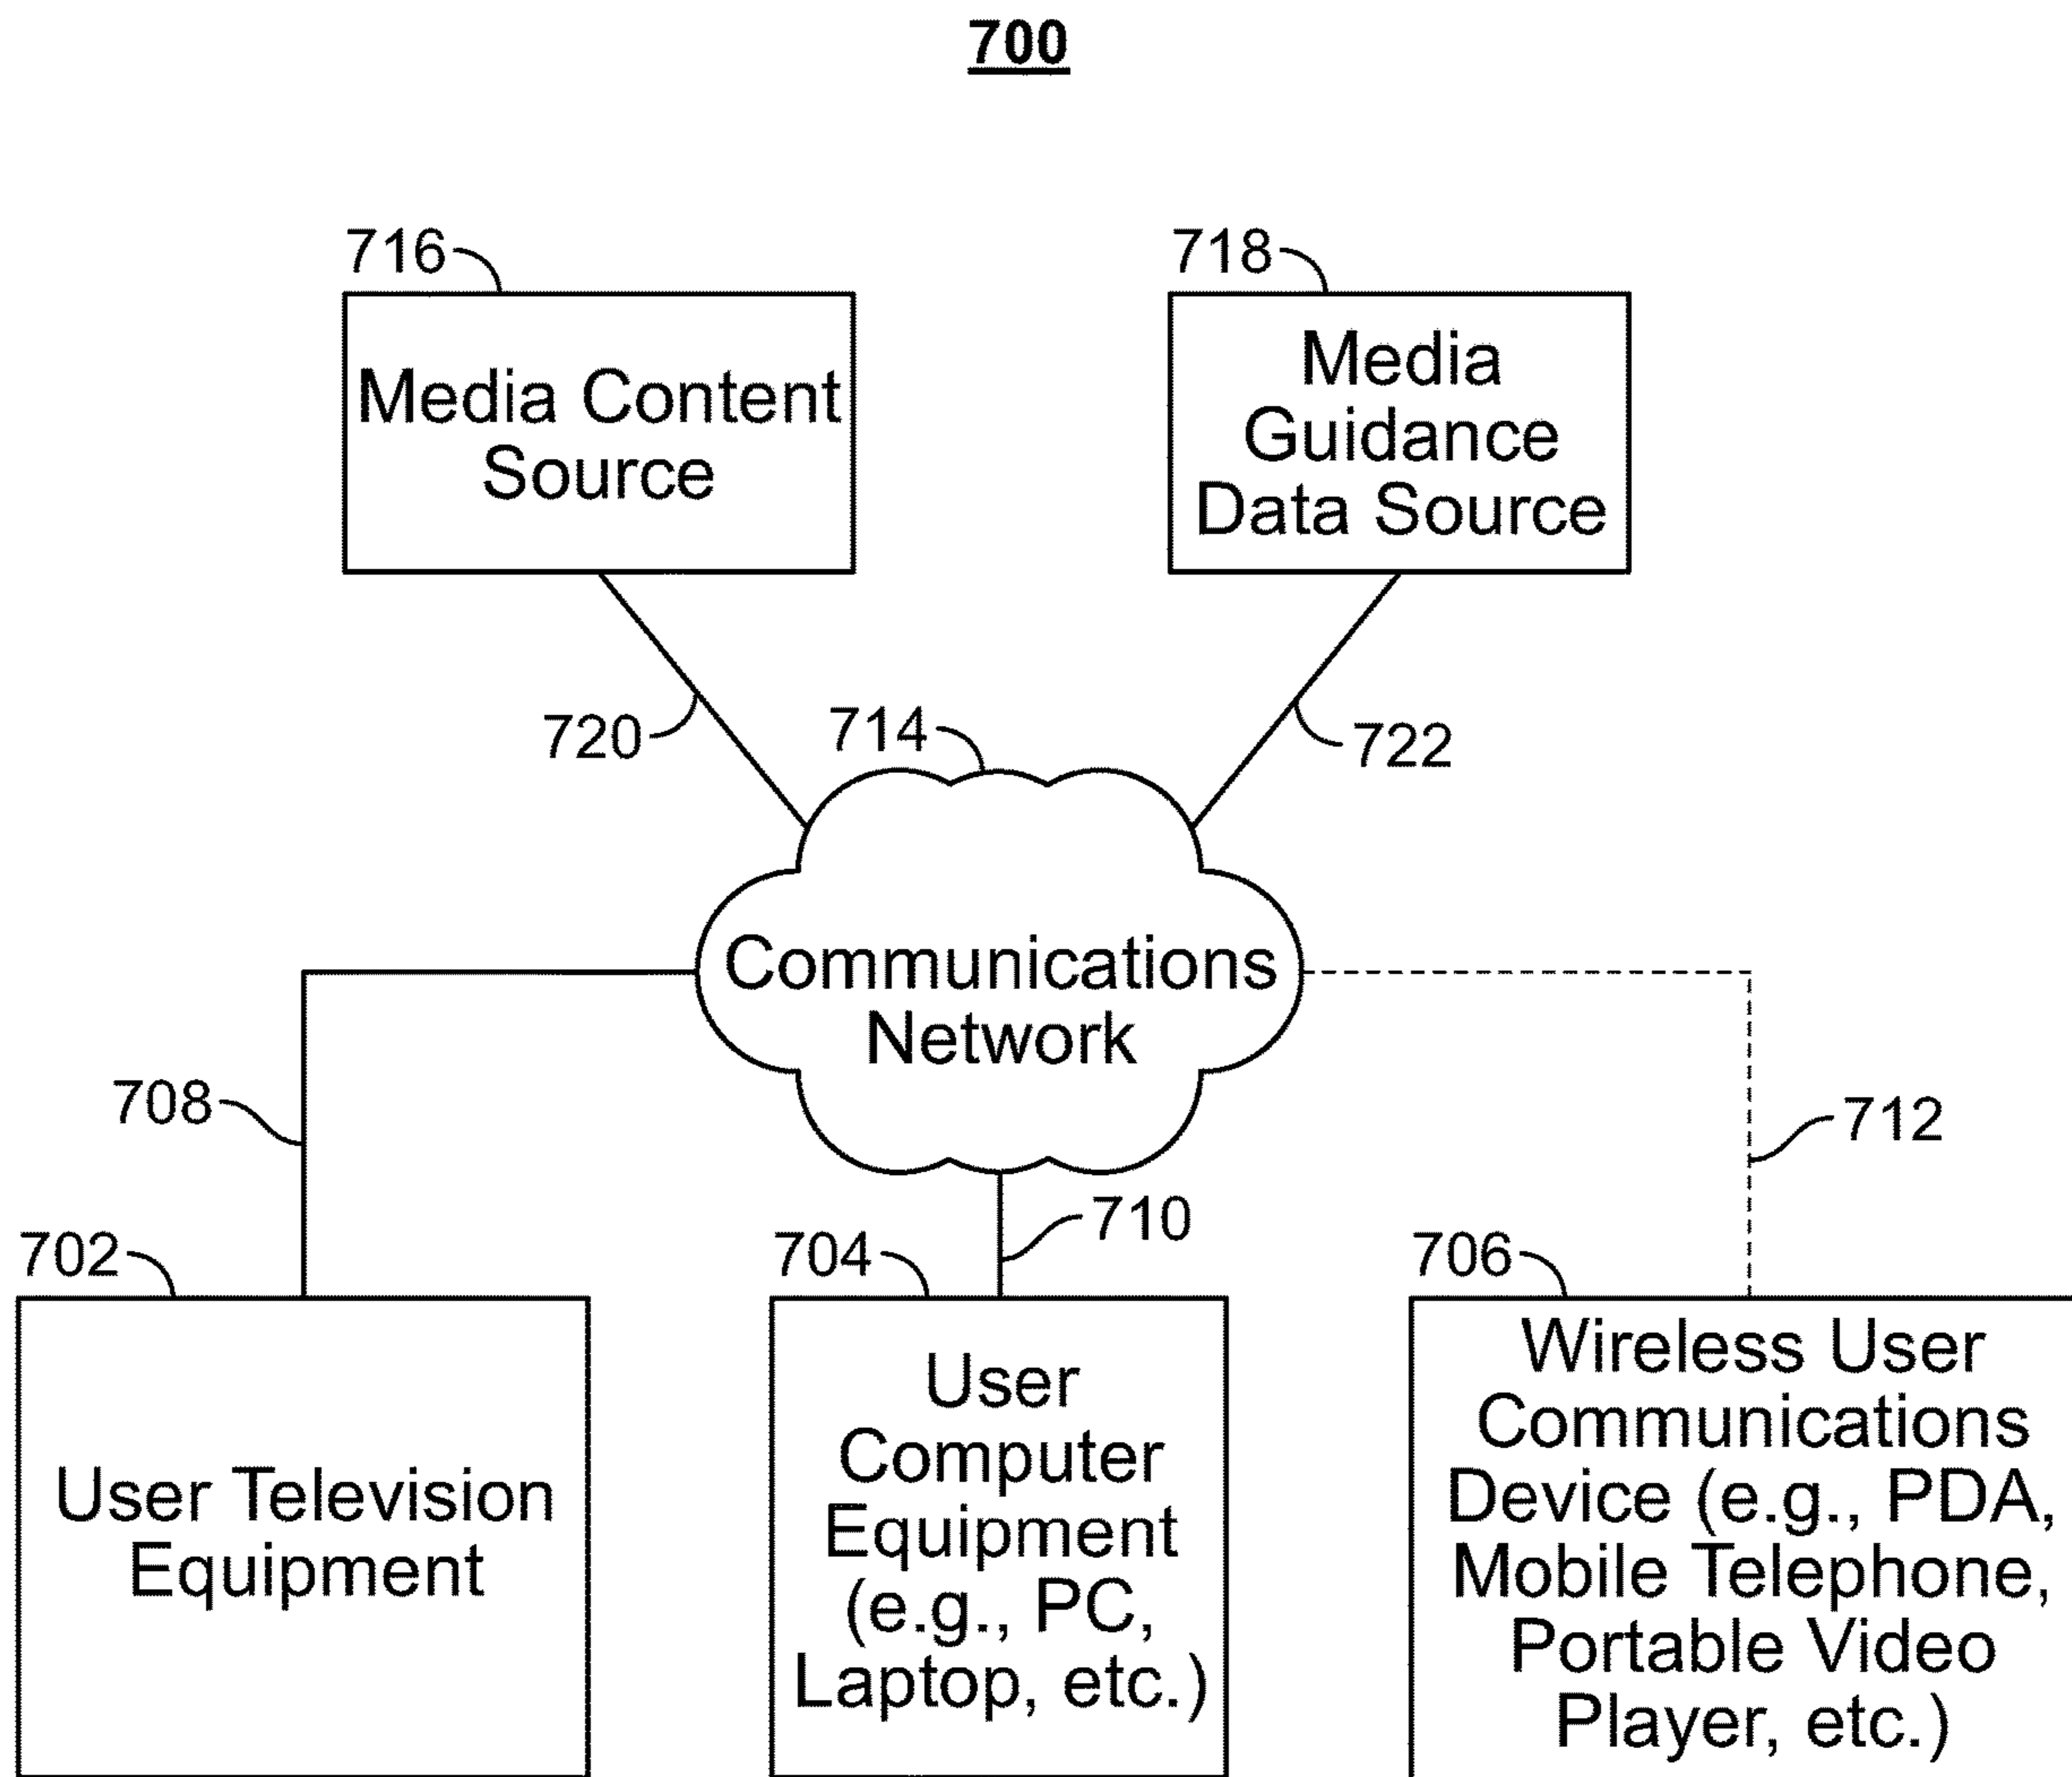 700
716
718
Media Content
Source
Media
Guidance
Data Source
720
714
722
Communications
Network
708
712
710
702
704
706
User Television
Equipment
User
Computer
Equipment
(e.g., PC,
Laptop, etc.)
Wireless User
Communications
Device (e.g., PDA,
Mobile Telephone,
Portable Video
Player, etc.)